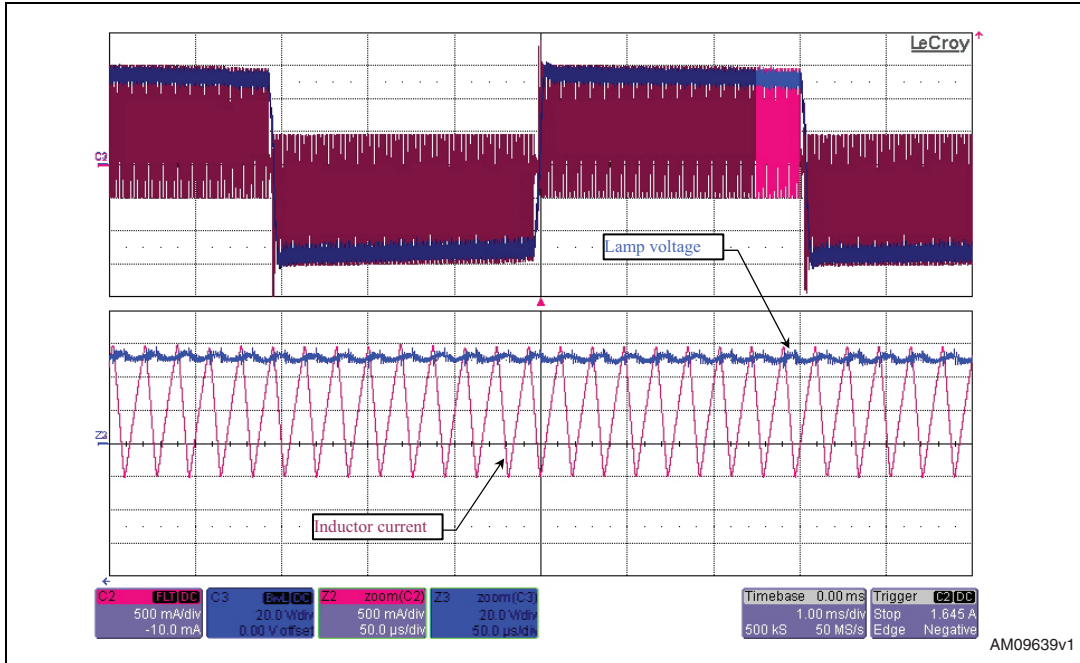 LeCroy
C2
Lamp voltage
Z3
Inductor current
C2 FLT DC
500 mA/div
-10.0 mA
C3 BwL DC
20.0 V/div
0.00 V offset
Z2 zoom(C2)
500 mA/div
50.0 µs/div
Z3 zoom(C3)
20.0 V/div
50.0 µs/div
Timebase 0.00 ms
1.00 ms/div
500 kS 50 MS/s
Trigger C2 DC
Stop 1.645 A
Edge Negative
AM09639v1